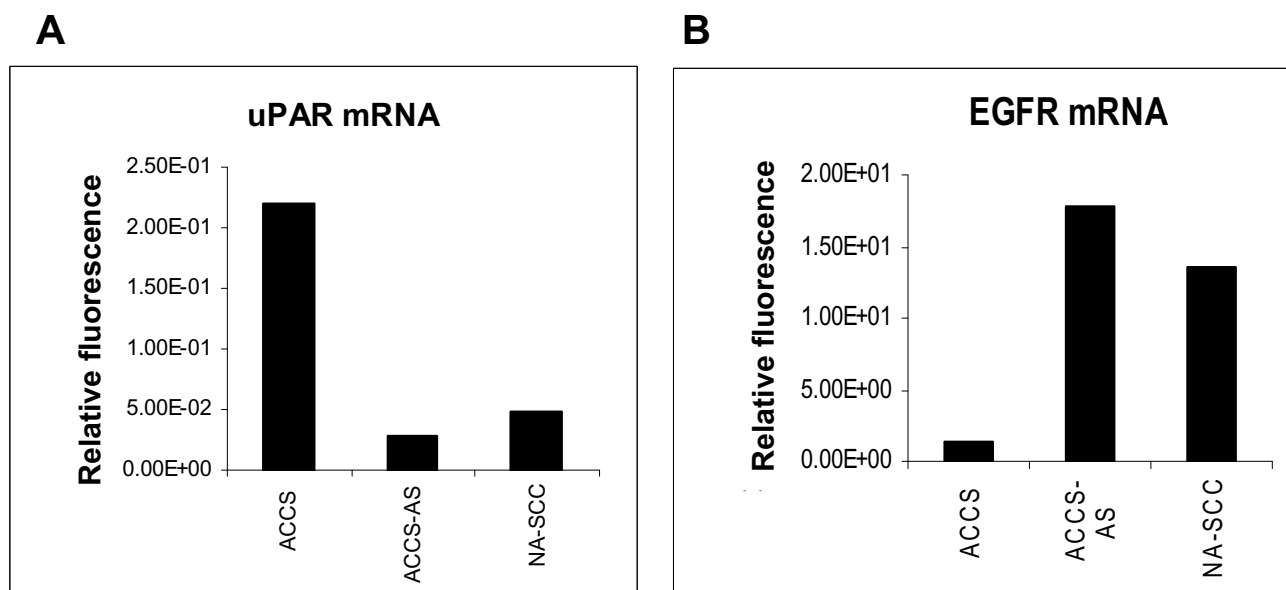 A
uPAR mRNA
Relative fluorescence
2.50E-01
2.00E-01
1.50E-01
1.00E-01
5.00E-02
0.00E+00
ACCS
ACCS-AS
NA-SCC
B
EGFR mRNA
Relative fluorescence
2.00E+01
1.50E+01
1.00E+01
5.00E+00
0.00E+00
ACCS
ACCS-
AS
NA-SCC